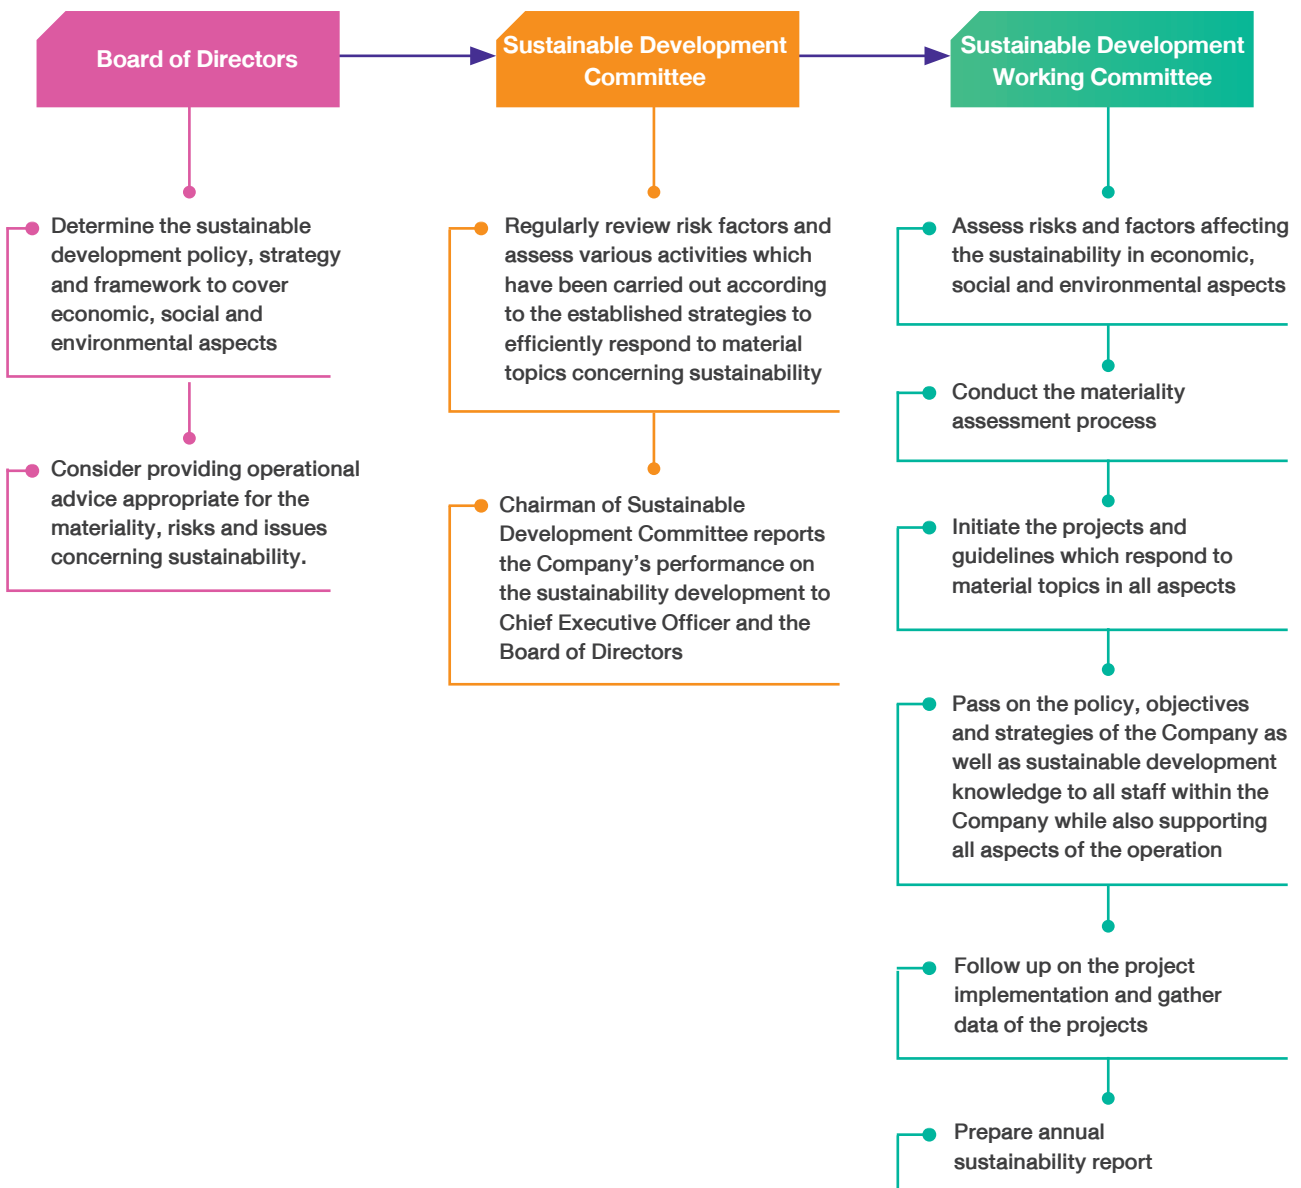 Board of Directors
Sustainable Development
Committee
Sustainable Development
Working Committee
Determine the sustainable
development policy, strategy
and framework to cover
economic, social and
environmental aspects
Consider providing operational
advice appropriate for the
materiality, risks and issues
concerning sustainability.
Regularly review risk factors and
assess various activities which
have been carried out according
to the established strategies to
efficiently respond to material
topics concerning sustainability
Chairman of Sustainable
Development Committee reports
the Company’s performance on
the sustainability development to
Chief Executive Officer and the
Board of Directors
Assess risks and factors affecting
the sustainability in economic,
social and environmental aspects
Conduct the materiality
assessment process
Initiate the projects and
guidelines which respond to
material topics in all aspects
Pass on the policy, objectives
and strategies of the Company as
well as sustainable development
knowledge to all staff within the
Company while also supporting
all aspects of the operation
Follow up on the project
implementation and gather
data of the projects
Prepare annual
sustainability report